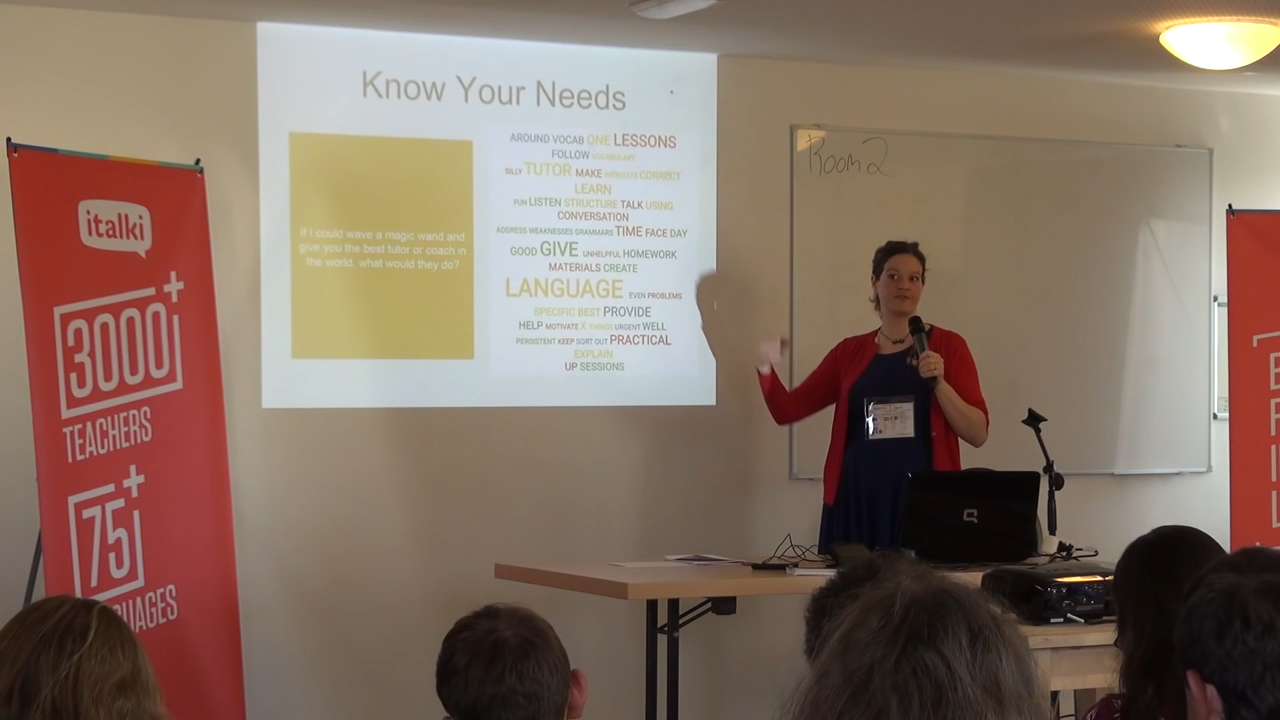 italki
3000+
TEACHERS
75+
UAGES
Know Your Needs
If I could wave a magic wand and
give you the best tutor or coach in
the world, what would they do?
AROUND VOCAB ONE LESSONS
FOLLOW VOCABULARY
SILLY TUTOR MAKE CORRECT
LEARN
FUN LISTEN STRUCTURE TALK USING
CONVERSATION
ADDRESS WEAKNESSES GRAMMARS TIME FACE DAY
GOOD GIVE UNHELPFUL HOMEWORK
MATERIALS CREATE
LANGUAGE EVEN PROBLEMS
SPECIFIC BEST PROVIDE
HELP MOTIVATE X THINGS URGENT WELL
PERSISTENT KEEP SORT OUT PRACTICAL
EXPLAIN
UP SESSIONS
Room 2